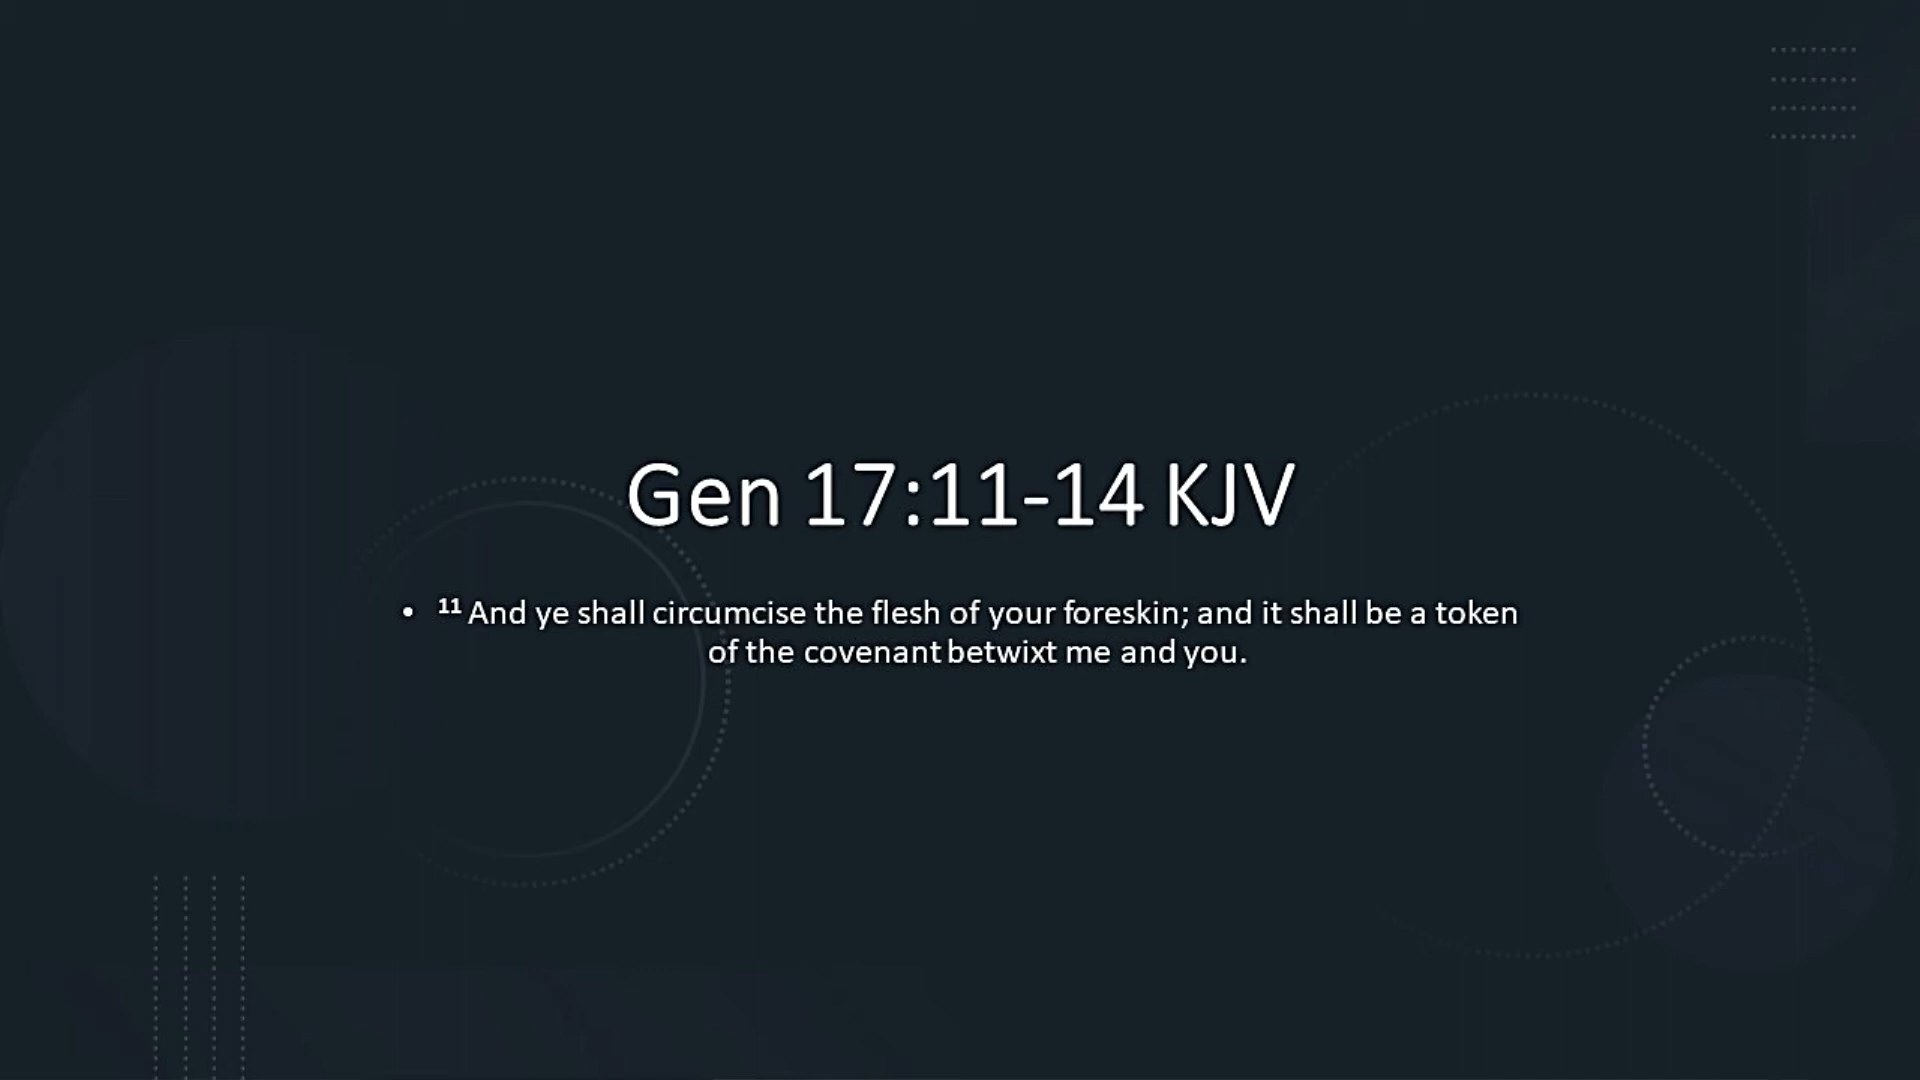 Gen 17:11-14 KJV
• 11 And ye shall circumcise the flesh of your foreskin; and it shall be a token
of the covenant betwixt me and you.